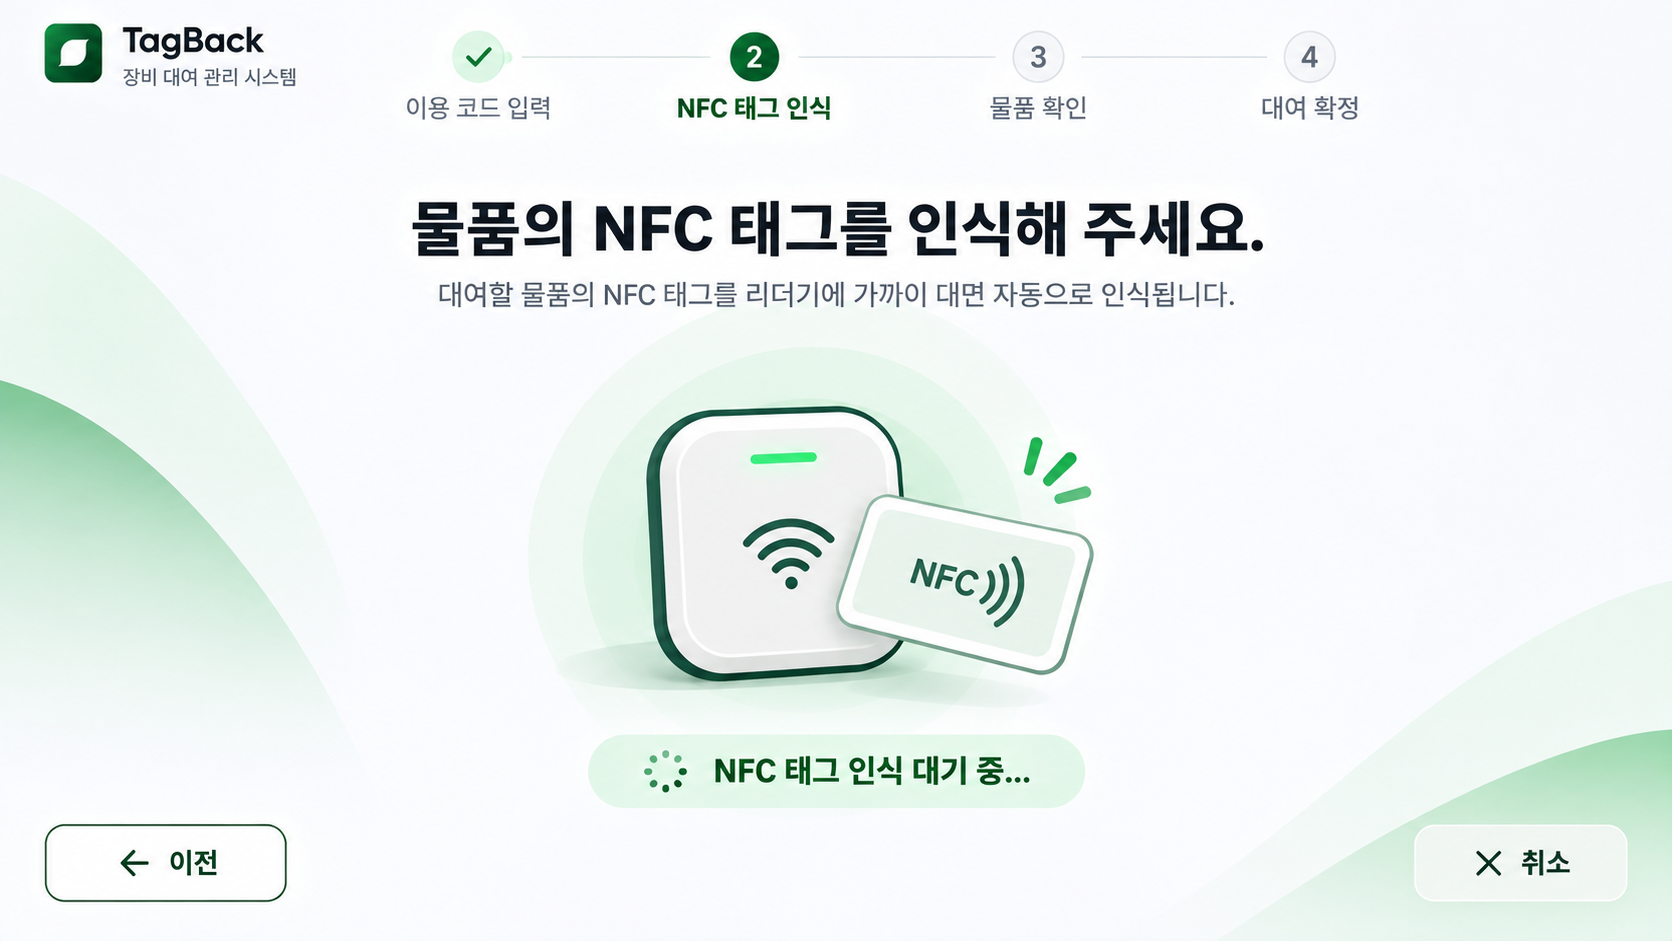 TagBack
장비 대여 관리 시스템
이용 코드 입력
2
NFC 태그 인식
3
물품 확인
4
대여 확정
물품의 NFC 태그를 인식해 주세요.
대여할 물품의 NFC 태그를 리더기에 가까이 대면 자동으로 인식됩니다.
NFC
NFC 태그 인식 대기 중...
이전
취소